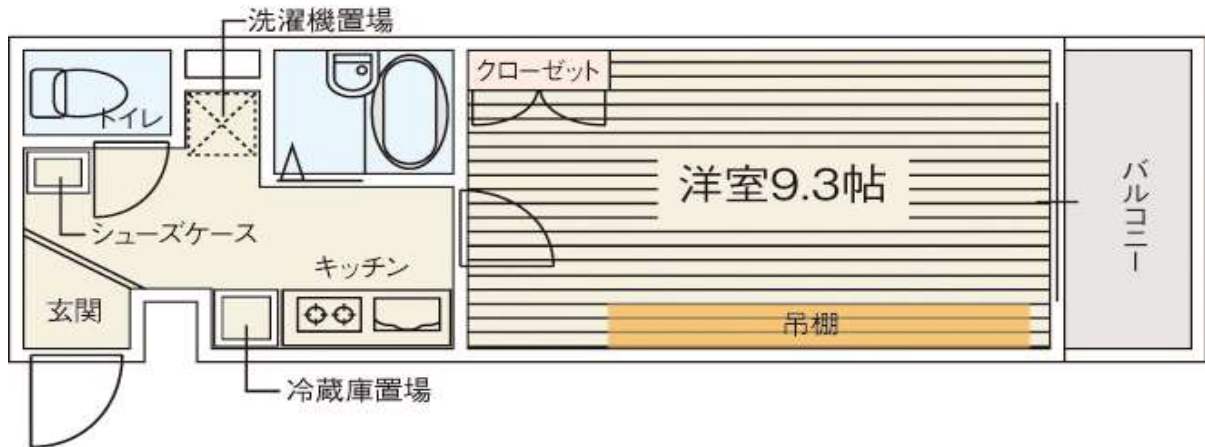 洗濯機置場
トイレ
クローゼット
洋室9.3帖
バルコニー
シューズケース
キッチン
玄関
吊棚
冷蔵庫置場